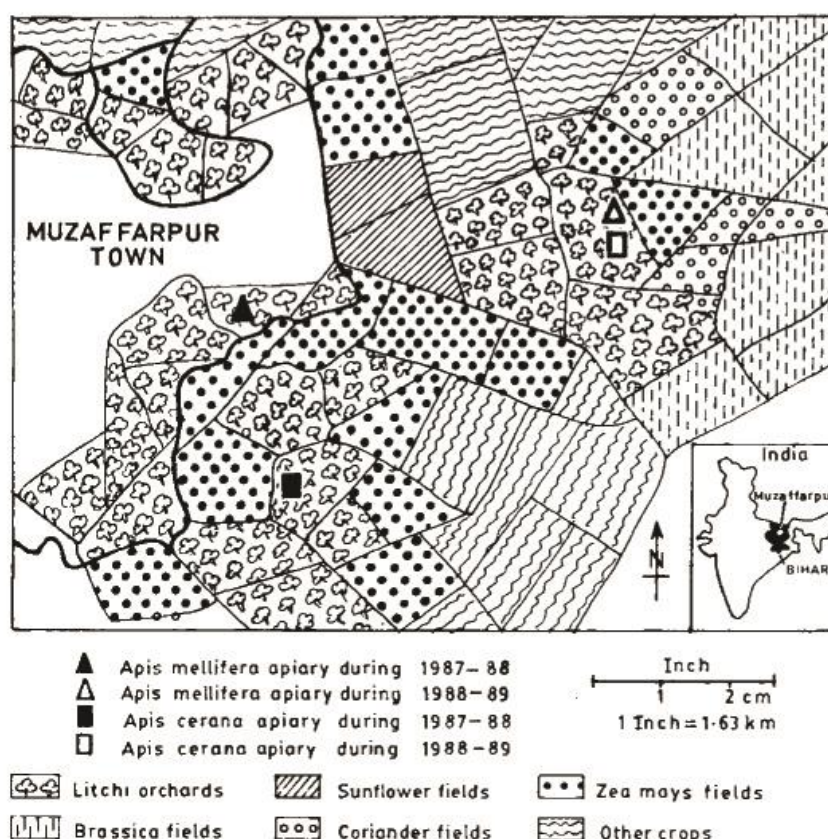 MUZAFFARPUR
TOWN
N
India
Muzaffarpur
BIHAR
Apis mellifera apiary during 1987-88
Apis mellifera apiary during 1988-89
Apis cerana apiary during 1987-88
Apis cerana apiary during 1988-89
Inch
1 2 cm
1 Inch = 1·63 km
Litchi orchards
Sunflower fields
Zea mays fields
Brassica fields
Coriander fields
Other crops